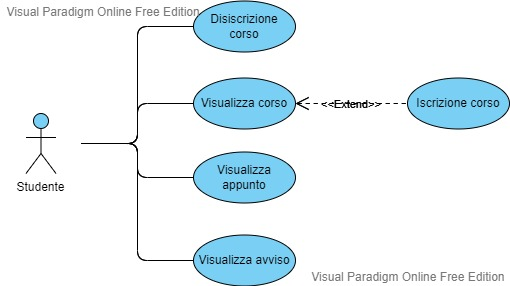 Visual Paradigm Online Free Edition
Disiscrizione
corso
Visualizza corso
<<Extend>>
Iscrizione corso
Studente
Visualizza
appunto
Visualizza avviso
Visual Paradigm Online Free Edition